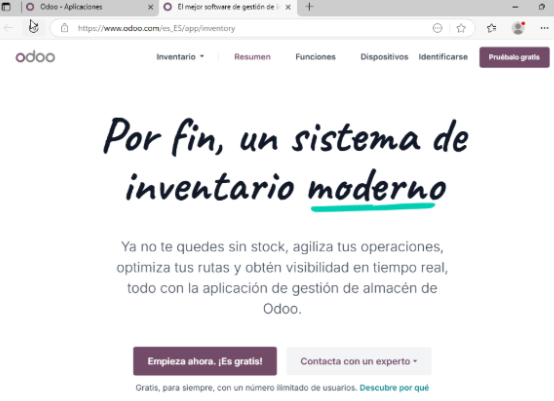 Odoo - Aplicaciones
El mejor software de gestión de in
https://www.odoo.com/es_ES/app/inventory
odoo
Inventario
Resumen
Funciones
Dispositivos
Identificarse
Pruébalo gratis
Por fin, un sistema de
inventario moderno
Ya no te quedes sin stock, agiliza tus operaciones,
optimiza tus rutas y obtén visibilidad en tiempo real,
todo con la aplicación de gestión de almacén de
Odoo.
Empieza ahora. ¡Es gratis!
Contacta con un experto
Gratis, para siempre, con un número ilimitado de usuarios. Descubre por qué